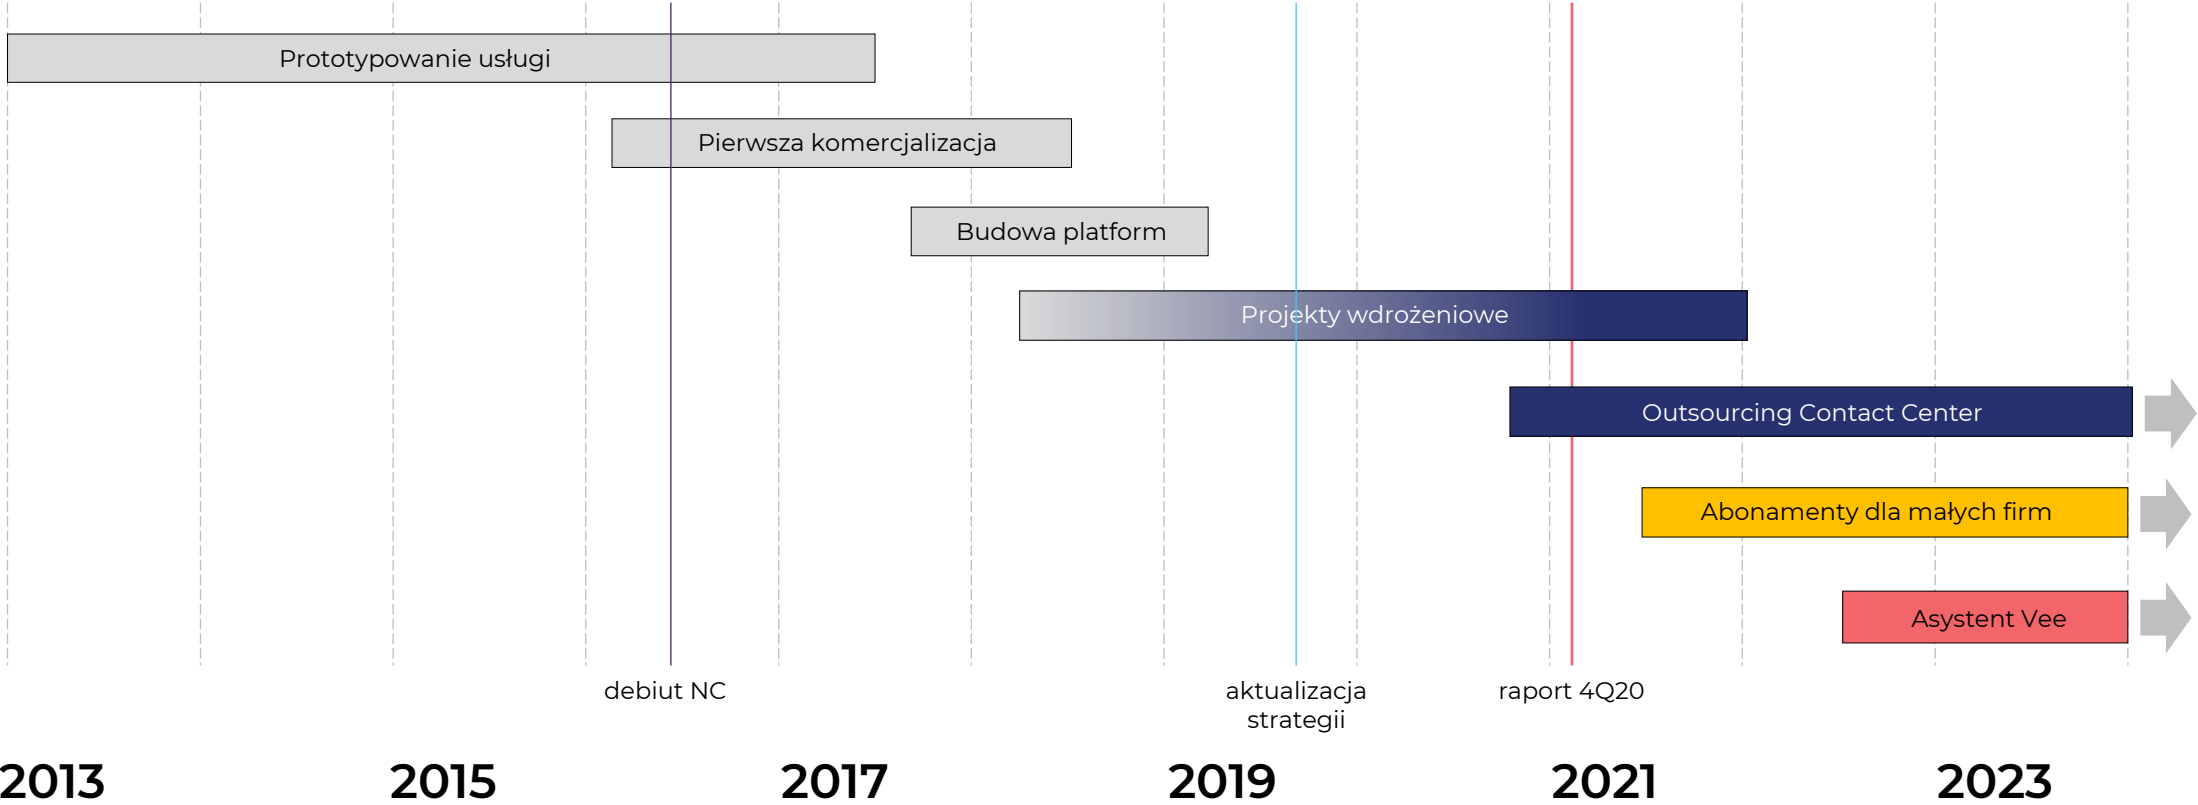 Prototypowanie usługi
Pierwsza komercjalizacja
Budowa platform
Projekty wdrożeniowe
Outsourcing Contact Center
Abonamenty dla małych firm
Asystent Vee
debiut NC
aktualizacja
strategii
raport 4Q20
2013 2015 2017 2019 2021 2023